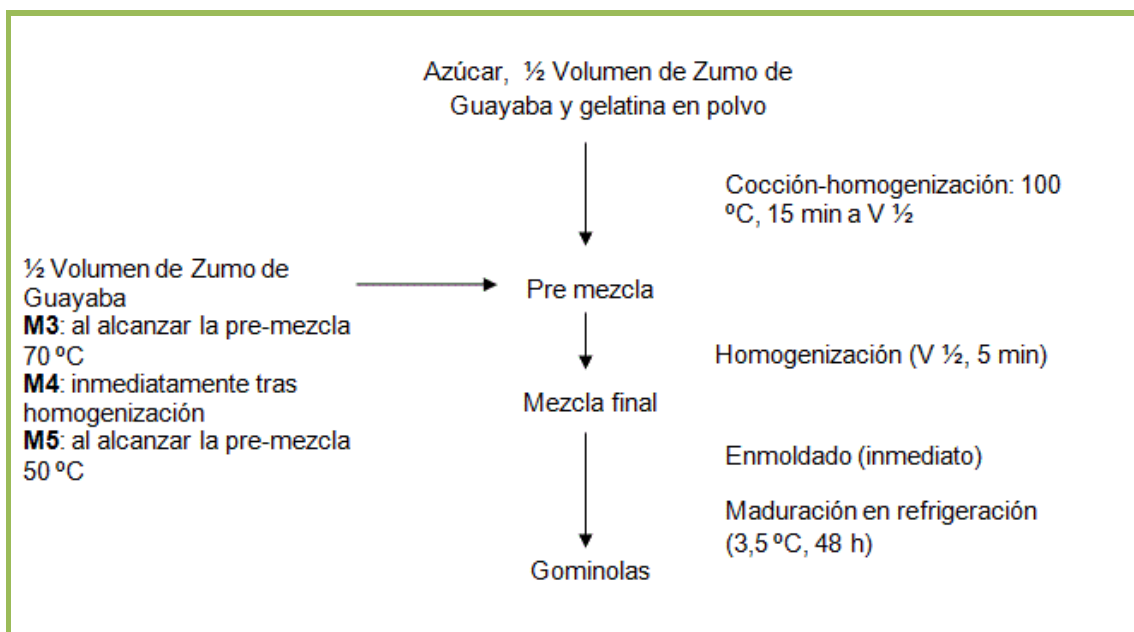 Azúcar, ½ Volumen de Zumo de
Guayaba y gelatina en polvo
Cocción-homogenización: 100
ºC, 15 min a V ½
½ Volumen de Zumo de
Guayaba
M3: al alcanzar la pre-mezcla
70 ºC
M4: inmediatamente tras
homogenización
M5: al alcanzar la pre-mezcla
50 ºC
Pre mezcla
Homogenización (V ½, 5 min)
Mezcla final
Enmoldado (inmediato)
Maduración en refrigeración
(3,5 ºC, 48 h)
Gominolas